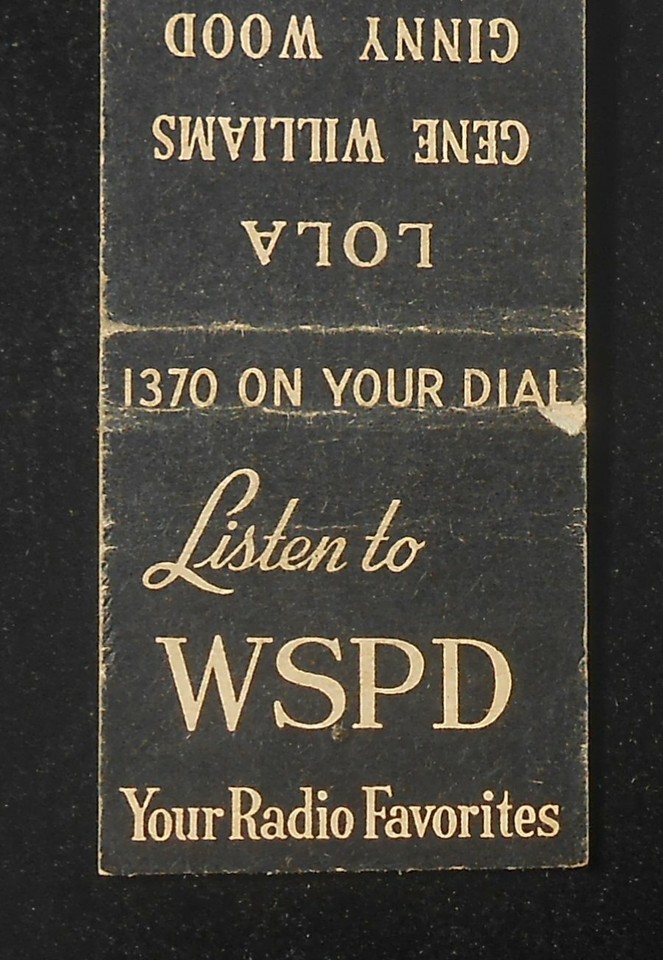 GINNY WOOD
GENE WILLIAMS
LOLA
1370 ON YOUR DIAL
Listen to
WSPD
Your Radio Favorites